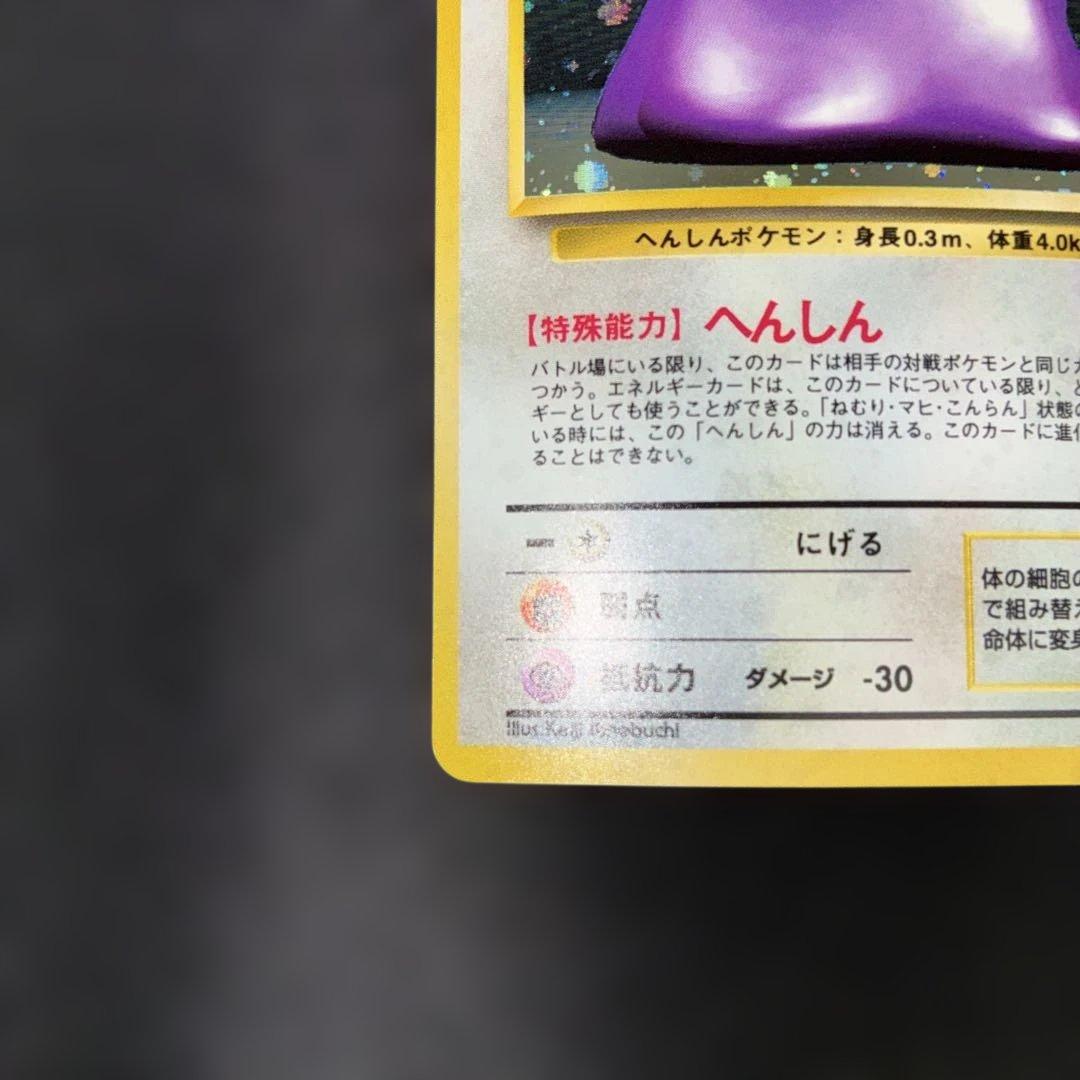 へんしんポケモン：身長0.3m、体重4.0k
【特殊能力】へんしん
バトル場にいる限り、このカードは相手の対戦ポケモンと同じ
つかう。エネルギーカードは、このカードについている限り、
ギーとしても使うことができる。「ねむり・マヒ・こんらん」状態の
いる時には、この「へんしん」の力は消える。このカードに進化
ることはできない。
にげる
弱点
抵抗力 ダメージ -30
体の細胞の
で組み替え
命体に変身
Illus. Keiji Kinebuchi